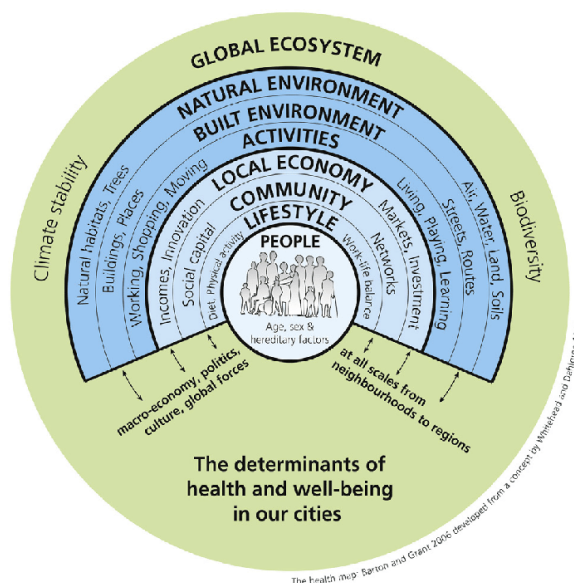 GLOBAL ECOSYSTEM
NATURAL ENVIRONMENT
BUILT ENVIRONMENT
ACTIVITIES
LOCAL ECONOMY
COMMUNITY
LIFESTYLE
PEOPLE
Age, sex &
hereditary factors
Climate stability
Natural habitats, Trees
Buildings, Places
Working, Shopping, Moving
Incomes, Innovation
Social capital
Diet, Physical activity
Work-life balance
Networks
Markets, Investment
Living, Playing, Learning
Streets, Routes
Air, Water, Land, Soils
Biodiversity
macro-economy, politics,
culture, global forces
at all scales from
neighbourhoods to regions
The determinants of
health and well-being
in our cities
The health map: Barton and Grant 2006 developed from a concept by Whitehead and